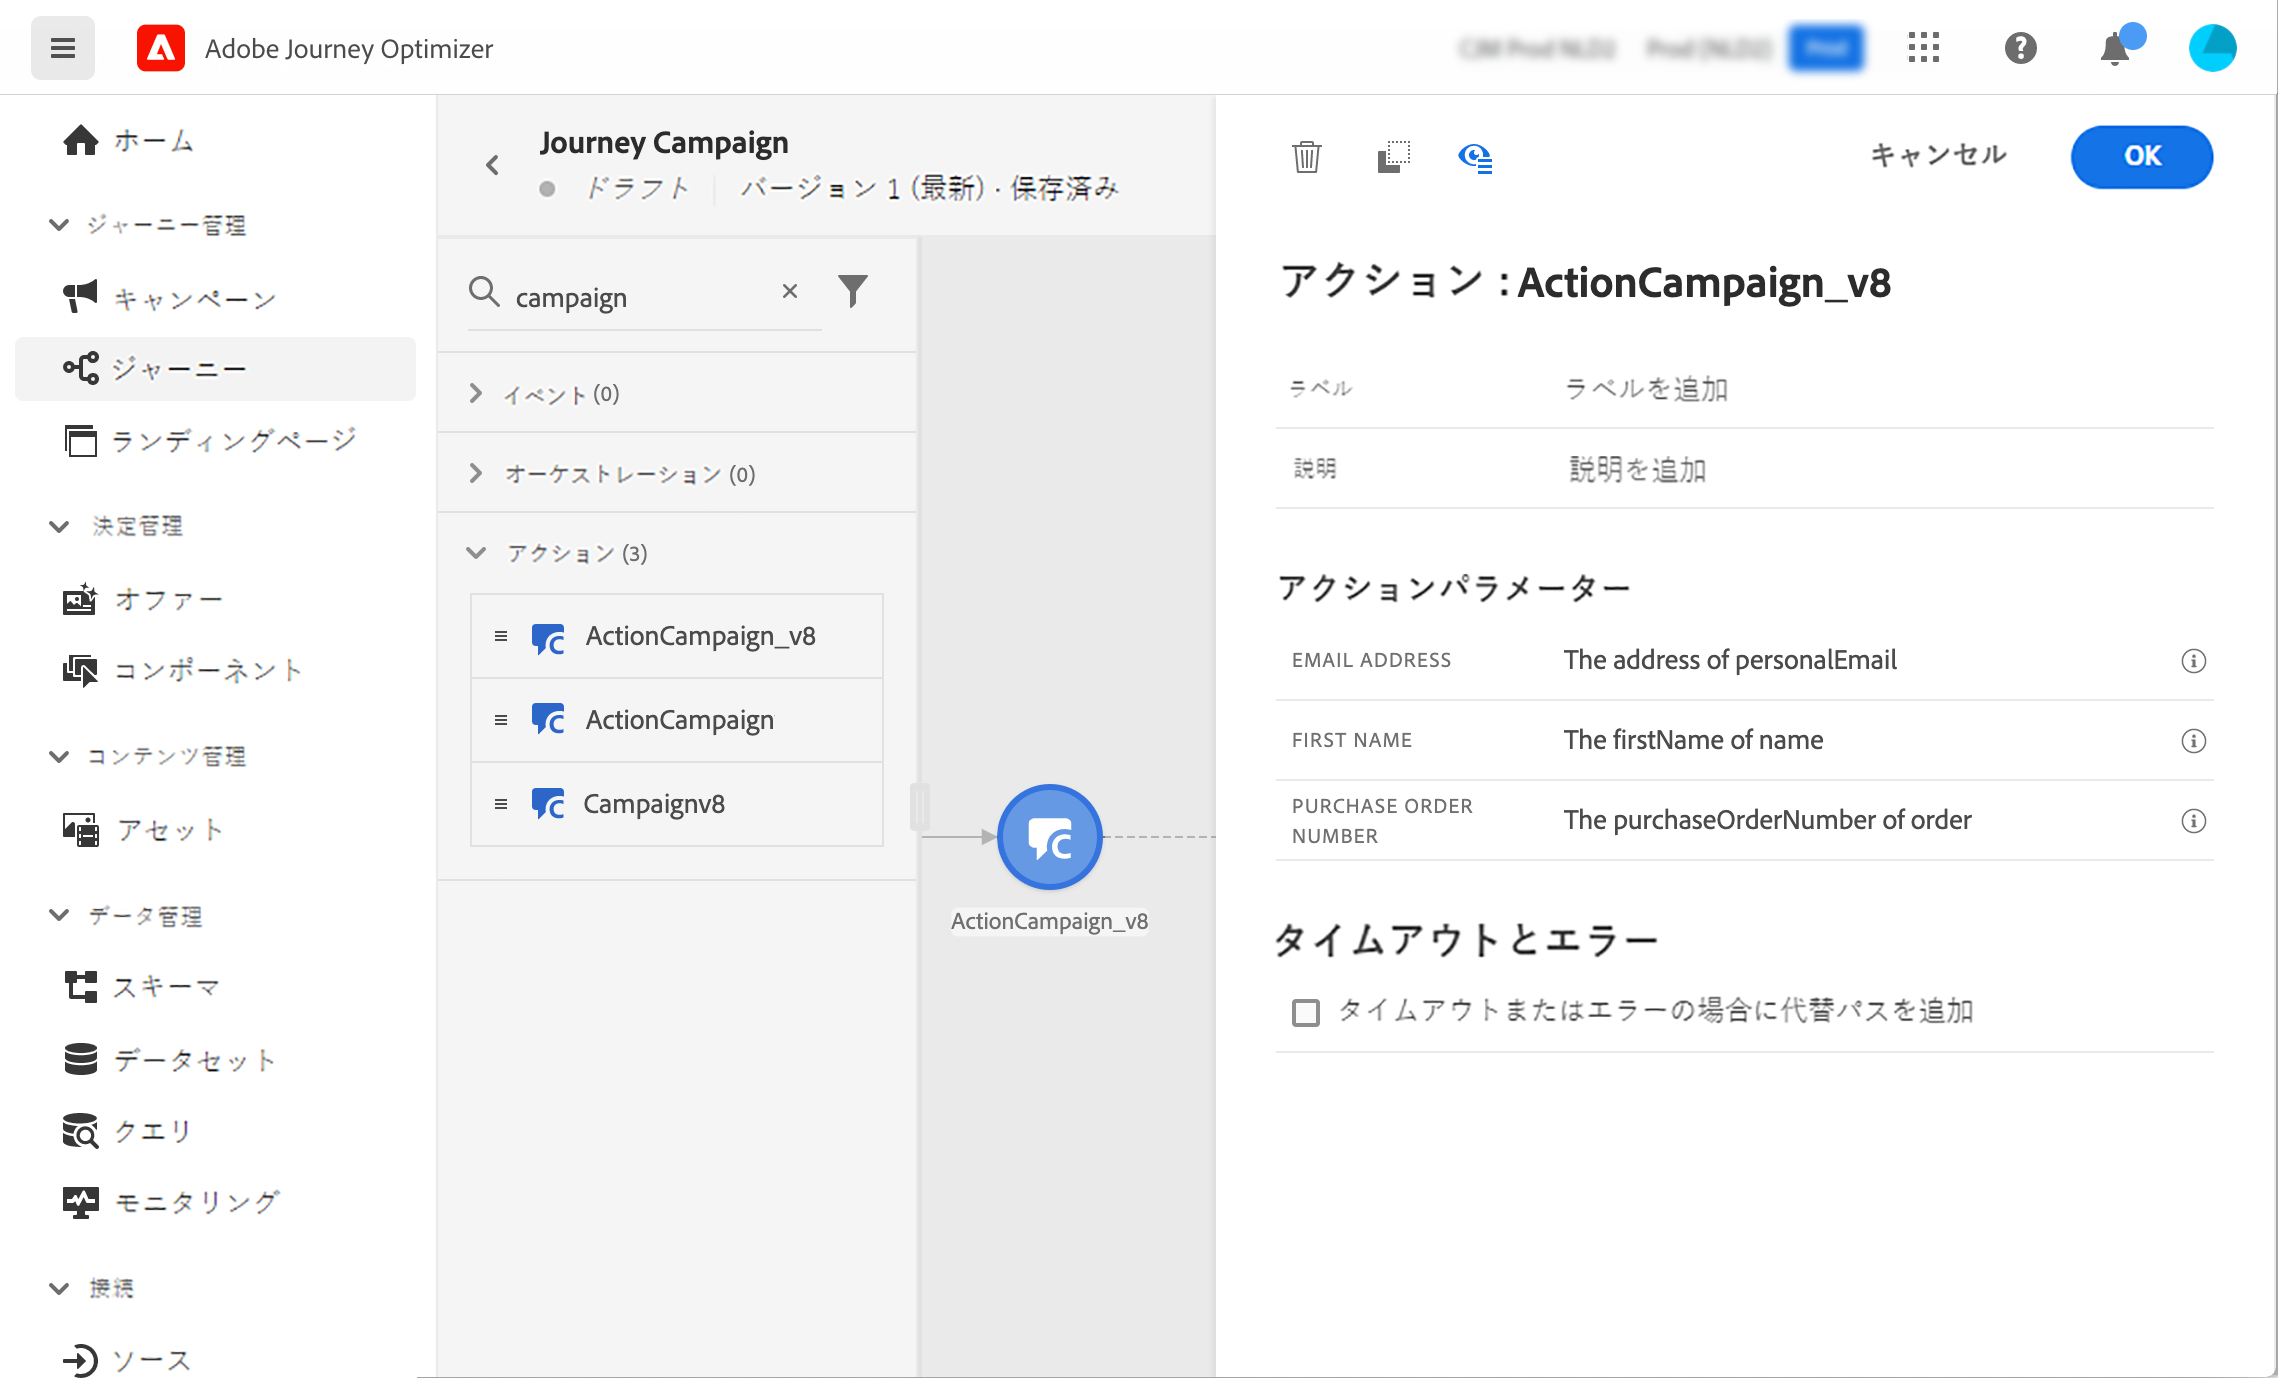 Adobe Journey Optimizer
ホーム
ジャーニー管理
キャンペーン
ジャーニー
ランディングページ
決定管理
オファー
コンポーネント
コンテンツ管理
アセット
データ管理
スキーマ
データセット
クエリ
モニタリング
接続
ソース
Journey Campaign
ドラフト
バージョン 1 (最新) · 保存済み
campaign
イベント (0)
オーケストレーション (0)
アクション (3)
ActionCampaign_v8
ActionCampaign
Campaignv8
ActionCampaign_v8
キャンセル
OK
アクション : ActionCampaign_v8
ラベル
ラベルを追加
説明
説明を追加
アクションパラメーター
EMAIL ADDRESS
The address of personalEmail
FIRST NAME
The firstName of name
PURCHASE ORDER
NUMBER
The purchaseOrderNumber of order
タイムアウトとエラー
タイムアウトまたはエラーの場合に代替パスを追加